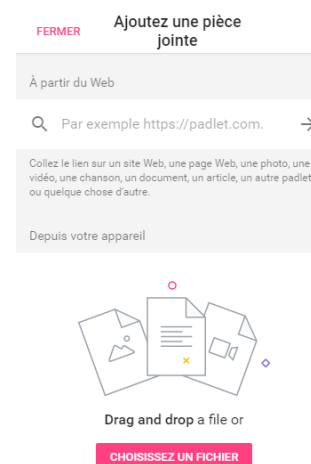 FERMER
Ajoutez une pièce
jointe
À partir du Web
Par exemple https://padlet.com.
Collez le lien sur un site Web, une page Web, une photo, une
vidéo, une chanson, un document, un article, un autre padlet
ou quelque chose d'autre.
Depuis votre appareil
Drag and drop a file or
CHOISISSEZ UN FICHIER